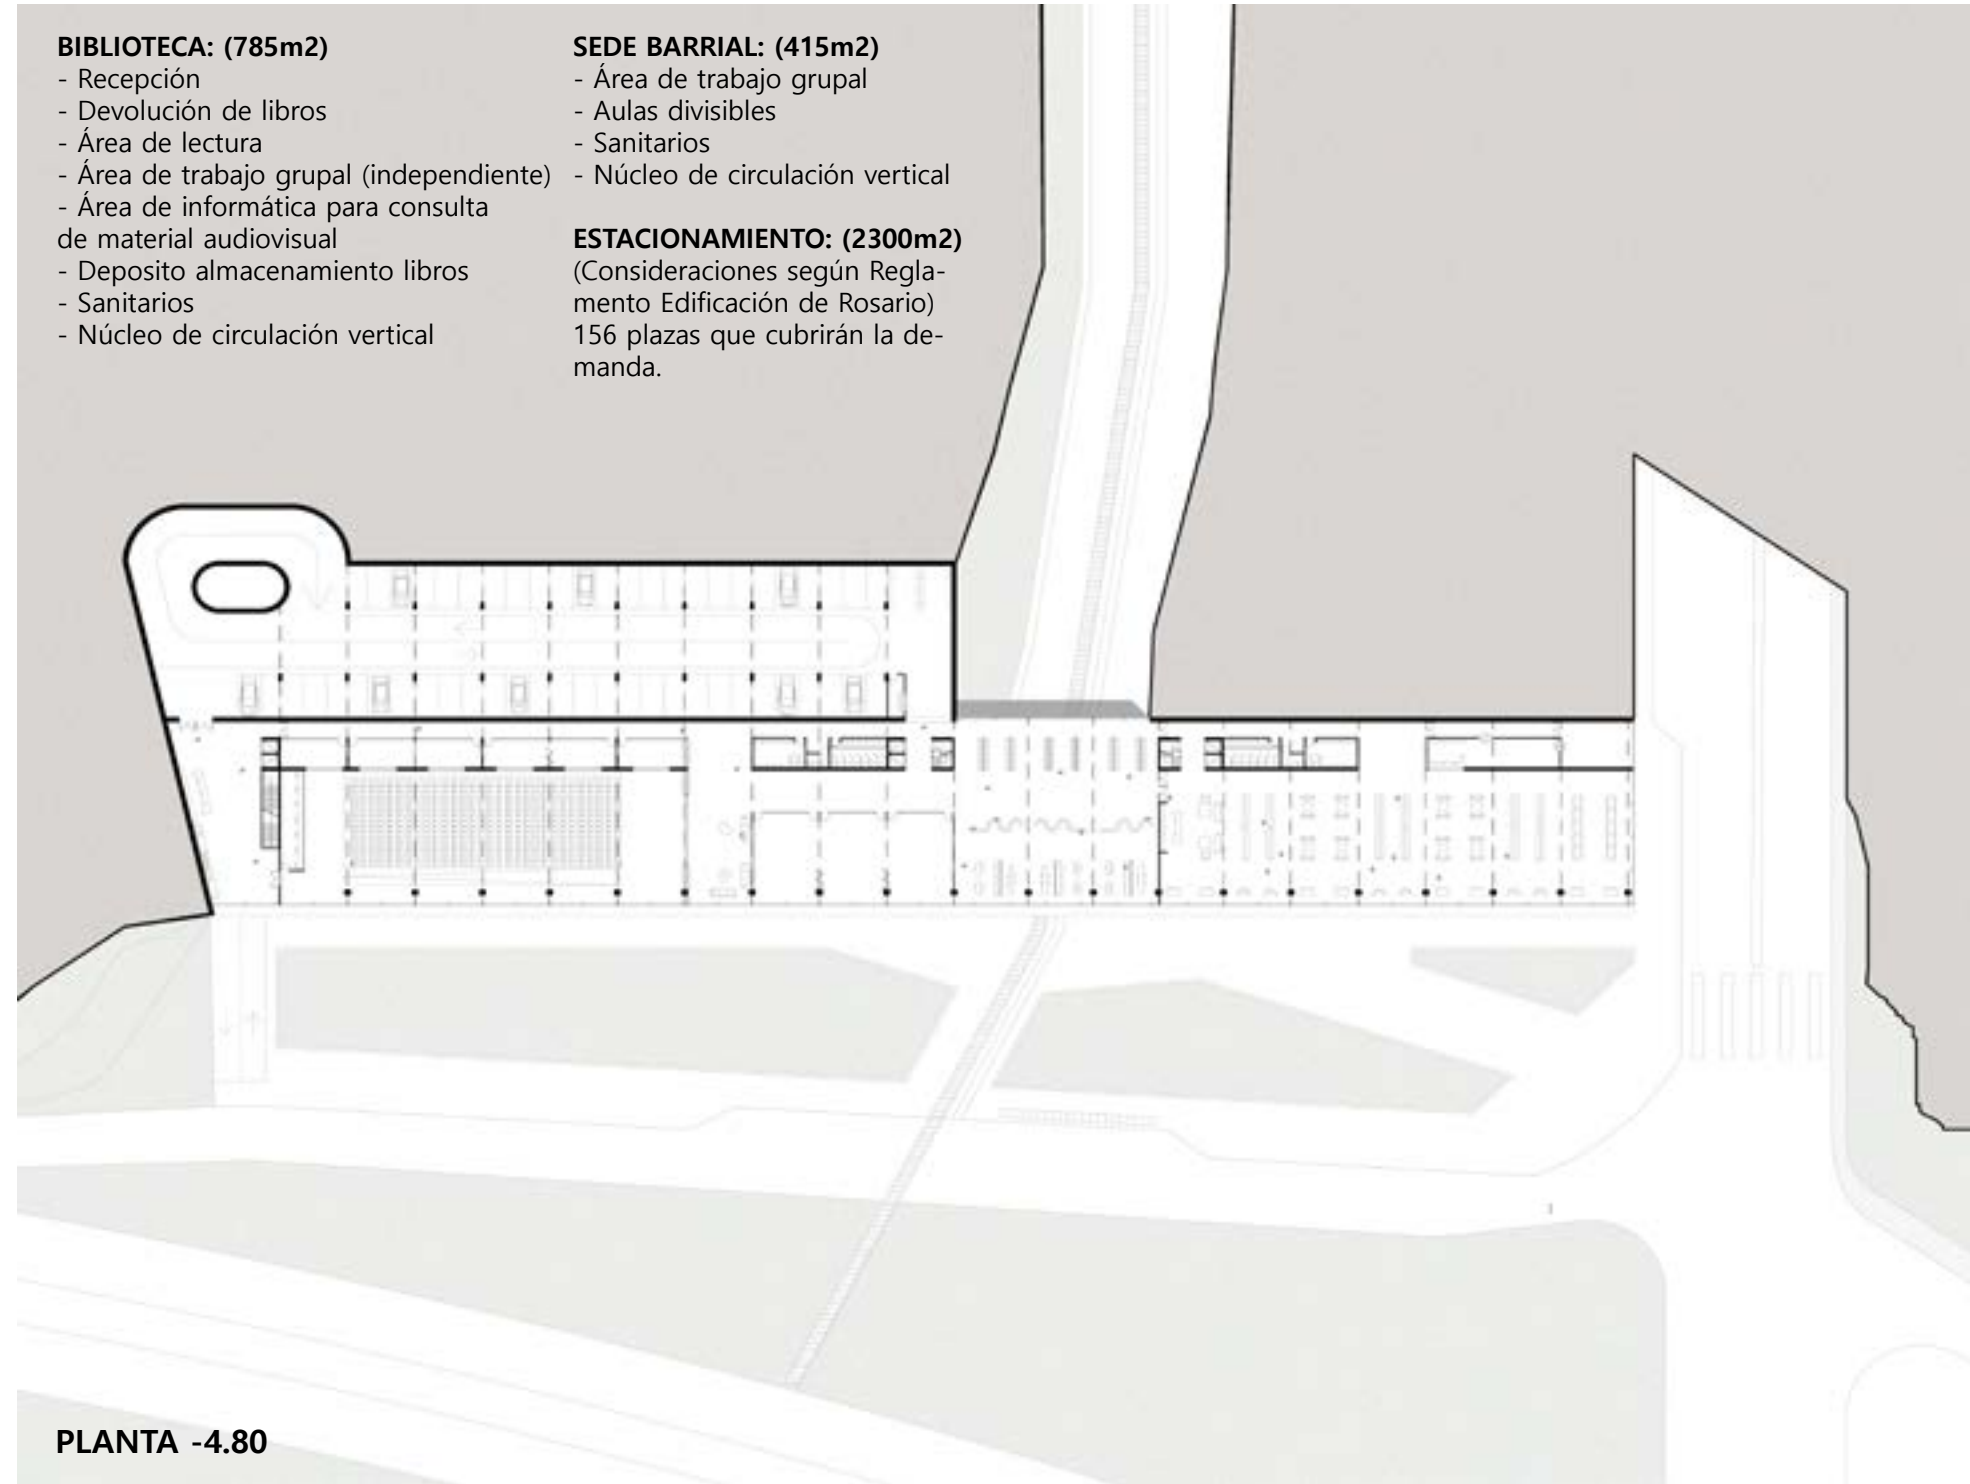 BIBLIOTECA: (785m2)
- Recepción
- Devolución de libros
- Área de lectura
- Área de trabajo grupal (independiente)
- Área de informática para consulta
de material audiovisual
- Deposito almacenamiento libros
- Sanitarios
- Núcleo de circulación vertical
SEDE BARRIAL: (415m2)
- Área de trabajo grupal
- Aulas divisibles
- Sanitarios
- Núcleo de circulación vertical
ESTACIONAMIENTO: (2300m2)
(Consideraciones según Regla-
mento Edificación de Rosario)
156 plazas que cubrirán la de-
manda.
PLANTA -4.80